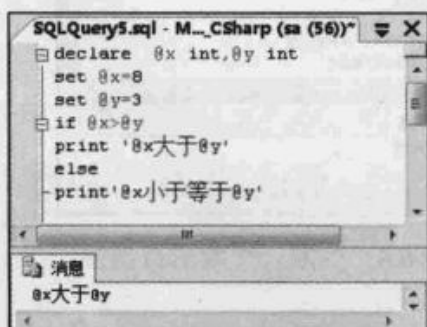 SQLQuery5.sql - M..._CSharp (sa (56))*
declare @x int,@y int
set @x=8
set @y=3
if @x>@y
print '@x大于@y'
else
print'@x小于等于@y'
消息
@x大于@y